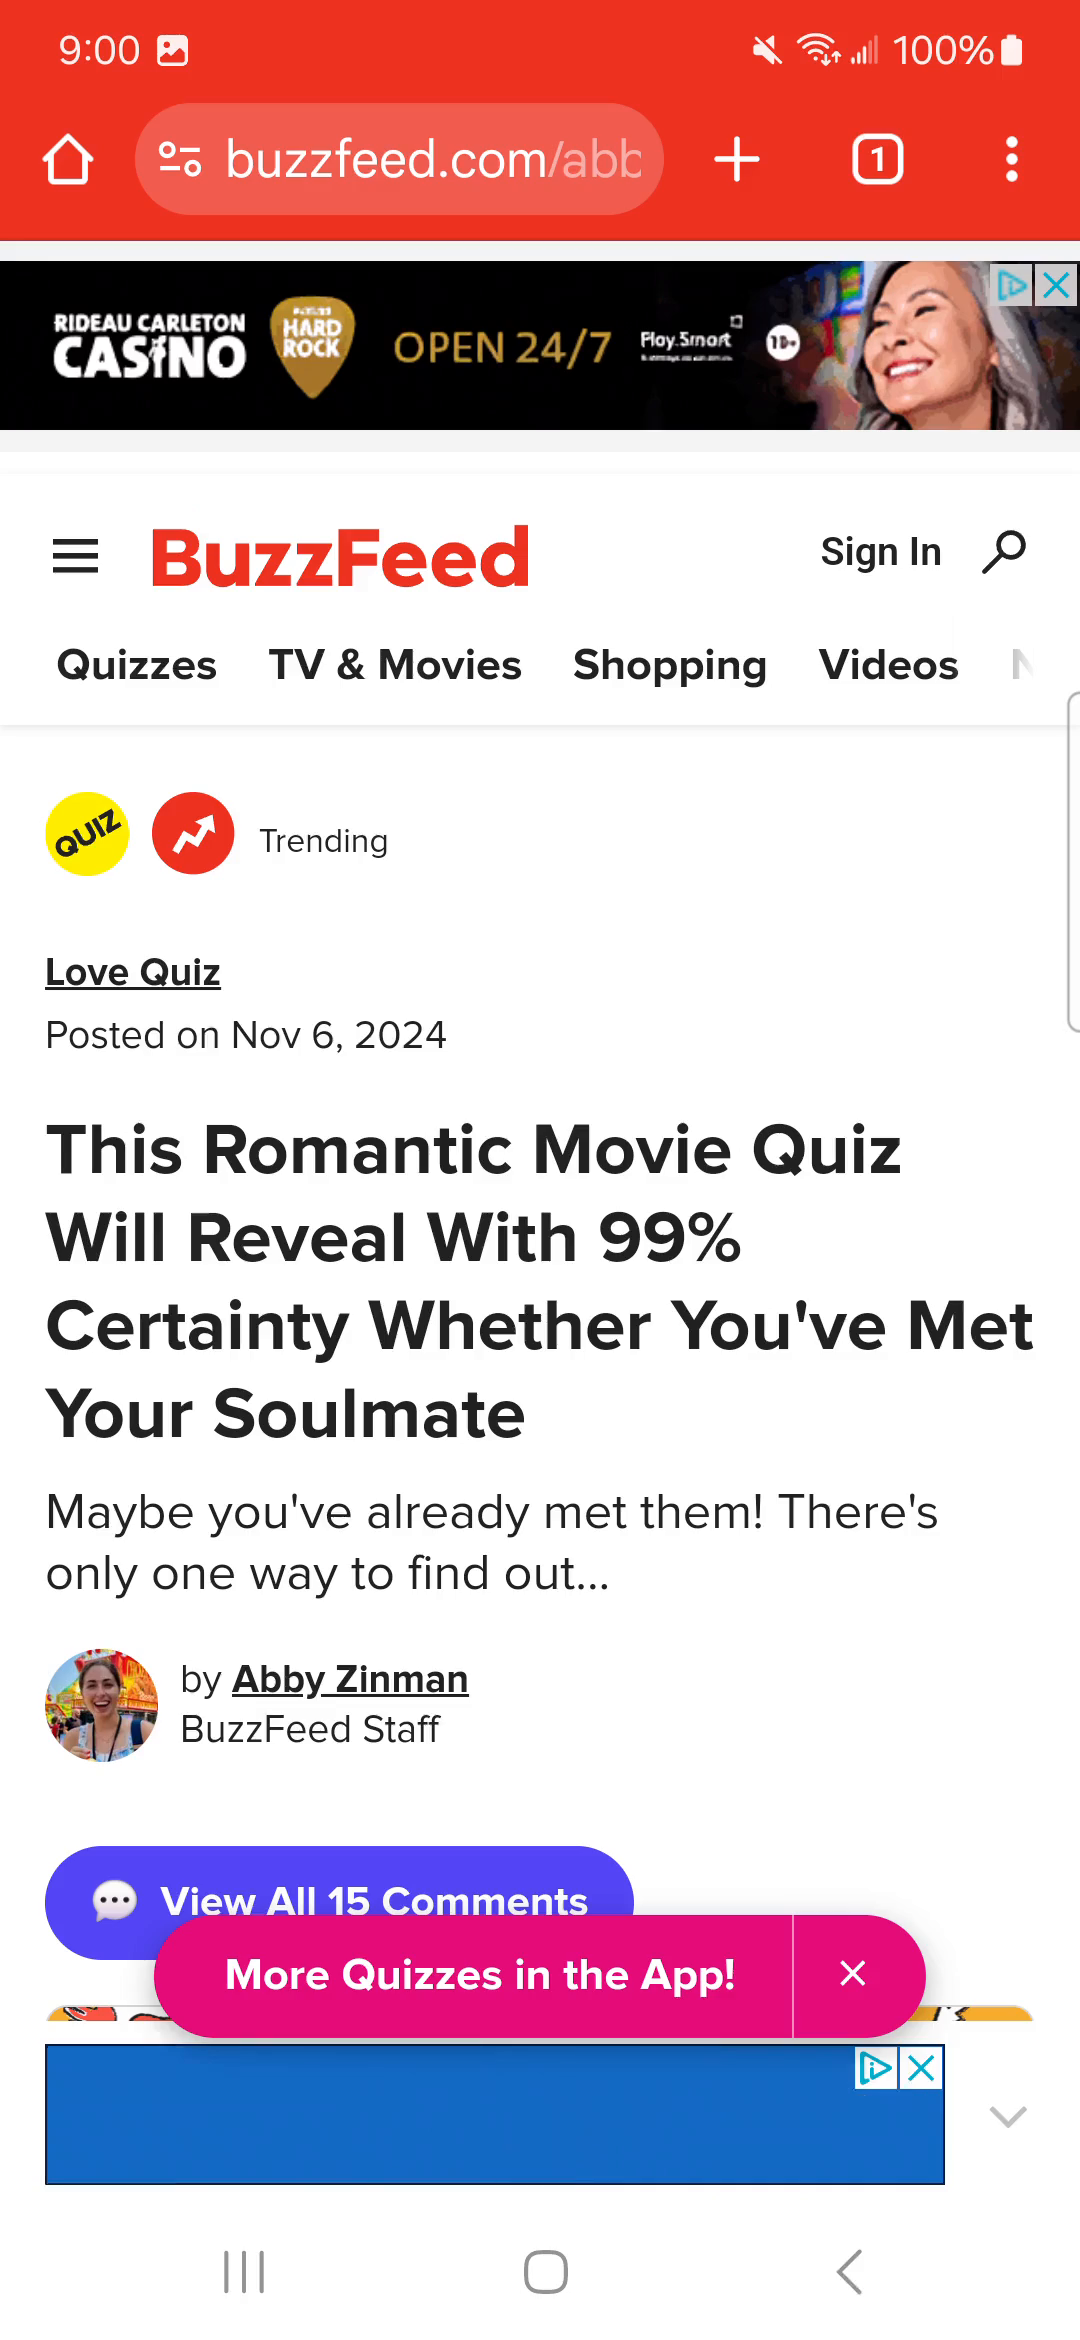 9:00
100%
buzzfeed.com/abb
1
RIDEAU CARLETON
CASINO
HARD
ROCK
OPEN 24/7
Play.Smart
BuzzFeed
Sign In
Quizzes TV & Movies Shopping Videos
QUIZ
Trending
Love Quiz
Posted on Nov 6, 2024
This Romantic Movie Quiz
Will Reveal With 99%
Certainty Whether You've Met
Your Soulmate
Maybe you've already met them! There's
only one way to find out...
by Abby Zinman
BuzzFeed Staff
View All 15 Comments
More Quizzes in the App!